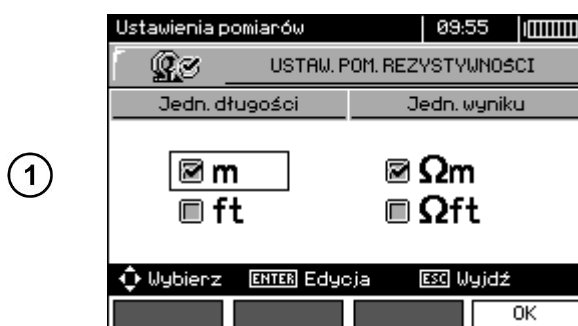 Ustawienia pomiarów 09:55
USTAW. POM. REZYSTYWNOŚCI
Jedn. długości Jedn. wyniku
1
m Ωm
ft Ωft
Wybierz ENTER Edycja ESC Wyjdź
OK